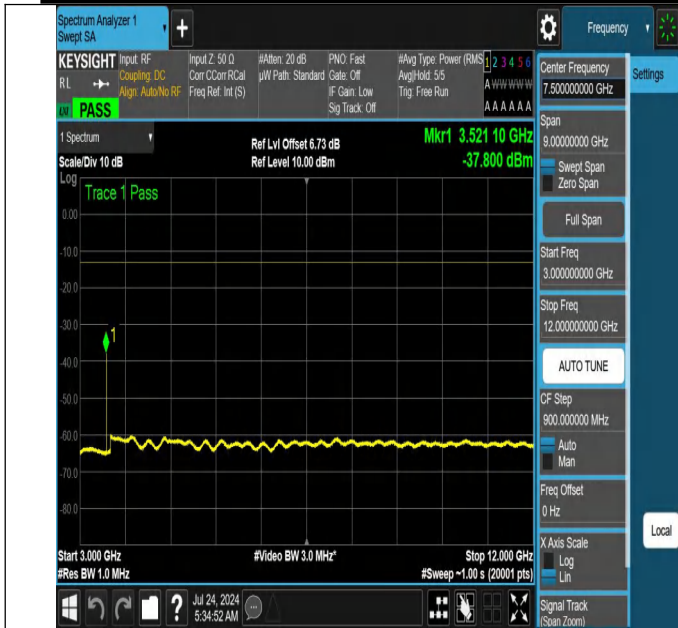 Spectrum Analyzer 1
Swept SA
+
Frequency
KEYSIGHT
RL
LXI
PASS
Input: RF
Coupling: DC
Align: Auto/No RF
Input Z: 50 Ω
Corr CCorr RCal
Freq Ref: Int (S)
#Atten: 20 dB
µW Path: Standard
PNO: Fast
Gate: Off
IF Gain: Low
Sig Track: Off
#Avg Type: Power (RMS
Avg|Hold: 5/5
Trig: Free Run
1 2 3 4 5 6
A W W W W W
A A A A A A
1 Spectrum
Scale/Div 10 dB
Ref Lvl Offset 6.73 dB
Ref Level 10.00 dBm
Mkr1 3.521 10 GHz
-37.800 dBm
Log
Trace 1 Pass
0.00
-10.0
-20.0
-30.0
-40.0
-50.0
-60.0
-70.0
-80.0
1
Start 3.000 GHz
#Res BW 1.0 MHz
#Video BW 3.0 MHz*
Stop 12.000 GHz
#Sweep ~1.00 s (20001 pts)
?
Jul 24, 2024
5:34:52 AM
Center Frequency
7.500000000 GHz
Settings
Span
9.00000000 GHz
Swept Span
Zero Span
Full Span
Start Freq
3.000000000 GHz
Stop Freq
12.000000000 GHz
AUTO TUNE
CF Step
900.000000 MHz
Auto
Man
Freq Offset
0 Hz
Local
X Axis Scale
Log
Lin
Signal Track
(Span Zoom)